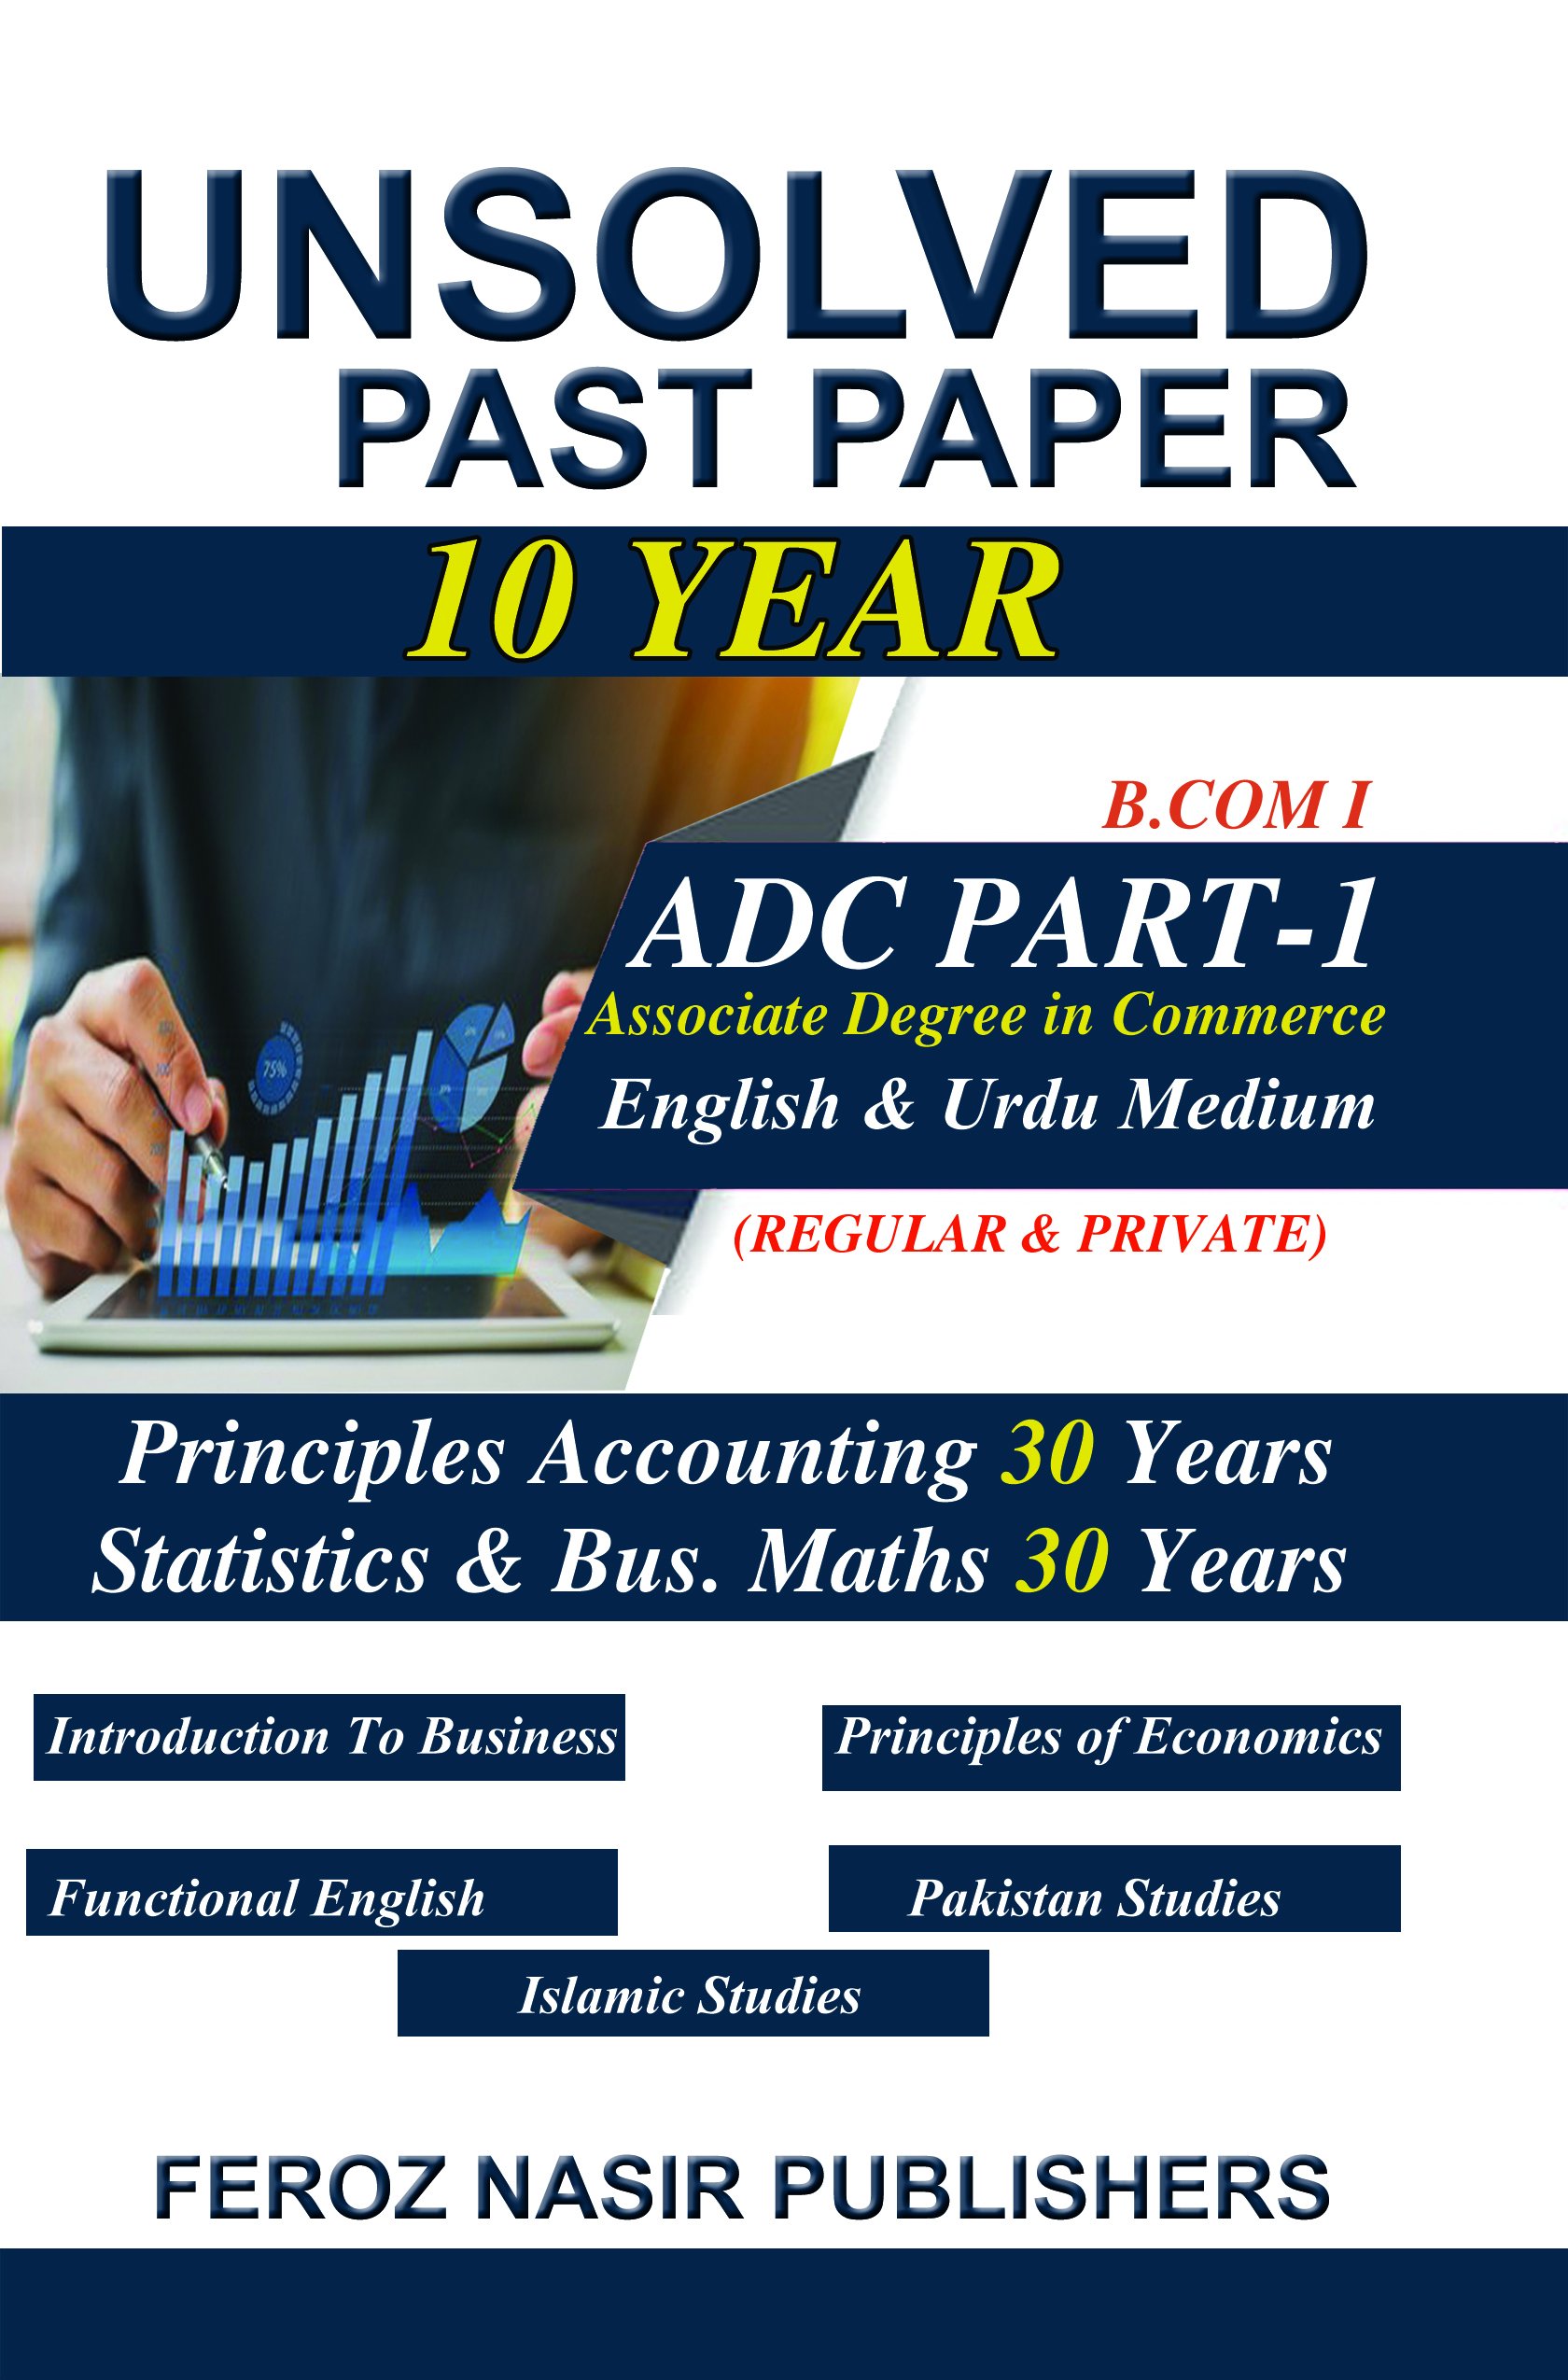 UNSOLVED
PAST PAPER
10 YEAR
B.COM I
ADC PART-1
Associate Degree in Commerce
English & Urdu Medium
(REGULAR & PRIVATE)
75%
Principles Accounting 30 Years
Statistics & Bus. Maths 30 Years
Introduction To Business
Principles of Economics
Functional English
Pakistan Studies
Islamic Studies
FEROZ NASIR PUBLISHERS